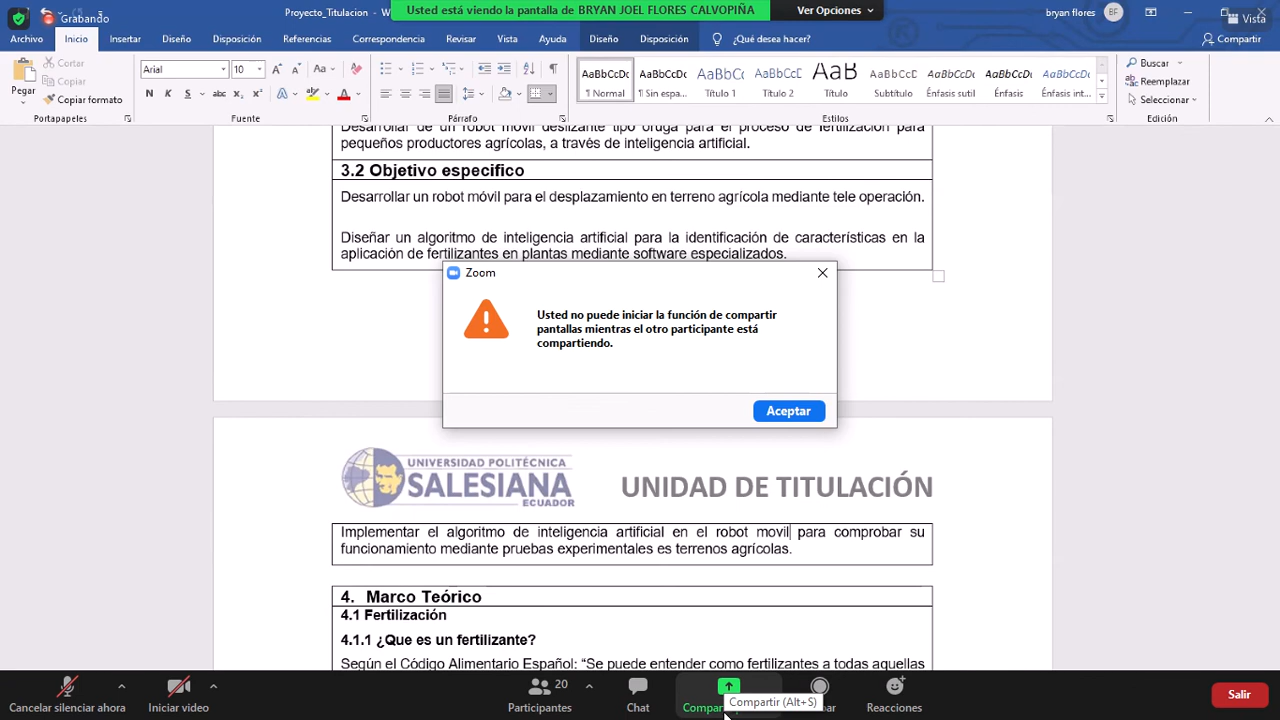 Grabando
Proyecto_Titulacion - W
Usted está viendo la pantalla de BRYAN JOEL FLORES CALVOPIÑA
Ver Opciones
bryan flores
BF
Vista
Archivo
Inicio
Insertar
Diseño
Disposición
Referencias
Correspondencia
Revisar
Vista
Ayuda
Diseño
Disposición
¿Qué desea hacer?
Compartir
Pegar
Cortar
Copiar
Copiar formato
Portapapeles
Arial
10
Fuente
Párrafo
AaBbCcDc
¶ Normal
AaBbCcDc
¶ Sin espa...
AaBbCc
Título 1
AaBbCcD
Título 2
AaB
Título
AaBbCcD
Subtítulo
AaBbCcDc
Énfasis sutil
AaBbCcDc
Énfasis
AaBbCcDc
Énfasis int...
Estilos
Buscar
Reemplazar
Seleccionar
Edición
Desarrollar de un robot móvil deslizante tipo oruga para el proceso de fertilización para
pequeños productores agrícolas, a través de inteligencia artificial.
3.2 Objetivo especifico
Desarrollar un robot móvil para el desplazamiento en terreno agrícola mediante tele operación.
Diseñar un algoritmo de inteligencia artificial para la identificación de características en la
aplicación de fertilizantes en plantas mediante software especializados.
Zoom
Usted no puede iniciar la función de compartir
pantallas mientras el otro participante está
compartiendo.
Aceptar
UNIVERSIDAD POLITÉCNICA
SALESIANA
ECUADOR
UNIDAD DE TITULACIÓN
Implementar el algoritmo de inteligencia artificial en el robot movil para comprobar su
funcionamiento mediante pruebas experimentales es terrenos agrícolas.
4. Marco Teórico
4.1 Fertilización
4.1.1 ¿Que es un fertilizante?
Según el Código Alimentario Español: “Se puede entender como fertilizantes a todas aquellas
Cancelar silenciar ahora
Iniciar video
20
Participantes
Chat
Compartir (Alt+S)
Reacciones
Salir